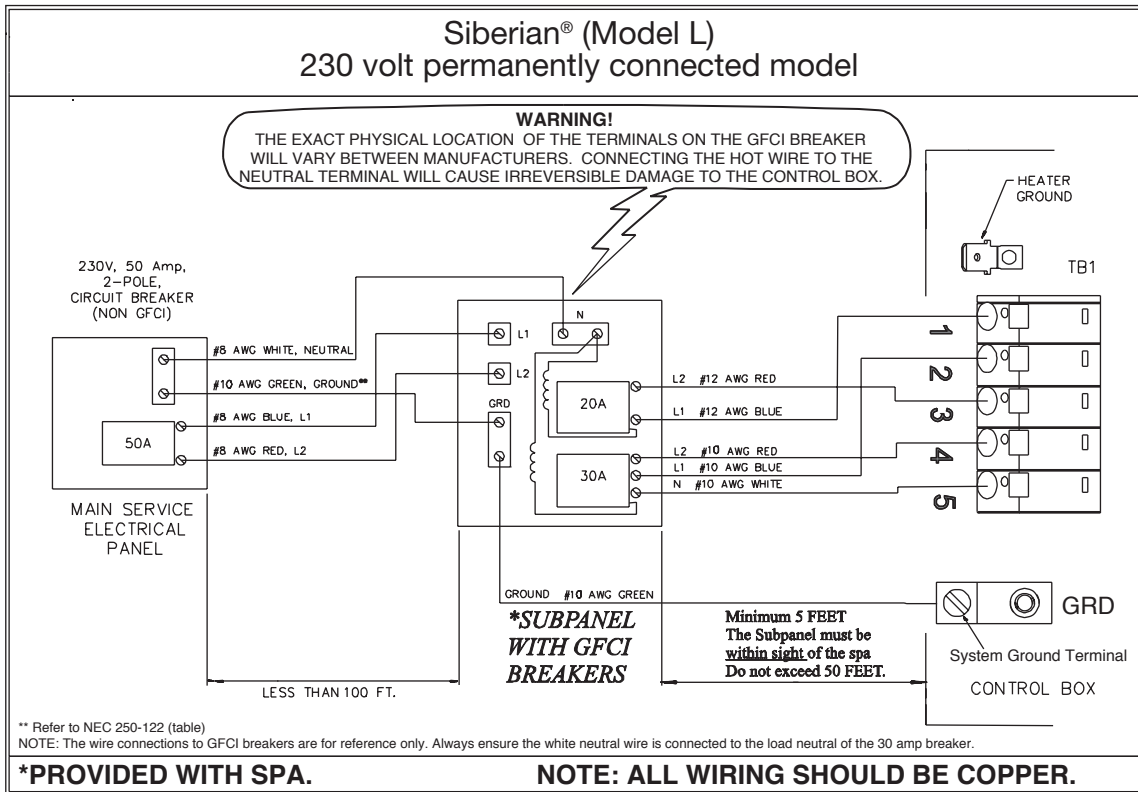 Siberian® (Model L)
230 volt permanently connected model
WARNING!
THE EXACT PHYSICAL LOCATION OF THE TERMINALS ON THE GFCI BREAKER
WILL VARY BETWEEN MANUFACTURERS. CONNECTING THE HOT WIRE TO THE
NEUTRAL TERMINAL WILL CAUSE IRREVERSIBLE DAMAGE TO THE CONTROL BOX.
HEATER
GROUND
TB1
230V, 50 Amp,
2-POLE,
CIRCUIT BREAKER
(NON GFCI)
#8 AWG WHITE, NEUTRAL
#10 AWG GREEN, GROUND**
#8 AWG BLUE, L1
#8 AWG RED, L2
50A
MAIN SERVICE
ELECTRICAL
PANEL
N
L1
L2
GRD
20A
30A
L2 #12 AWG RED
L1 #12 AWG BLUE
L2 #10 AWG RED
L1 #10 AWG BLUE
N #10 AWG WHITE
1
2
3
4
5
GROUND #10 AWG GREEN
*SUBPANEL
WITH GFCI
BREAKERS
Minimum 5 FEET
The Subpanel must be
within sight of the spa
Do not exceed 50 FEET.
GRD
System Ground Terminal
CONTROL BOX
LESS THAN 100 FT.
** Refer to NEC 250-122 (table)
NOTE: The wire connections to GFCI breakers are for reference only. Always ensure the white neutral wire is connected to the load neutral of the 30 amp breaker.
*PROVIDED WITH SPA.
NOTE: ALL WIRING SHOULD BE COPPER.